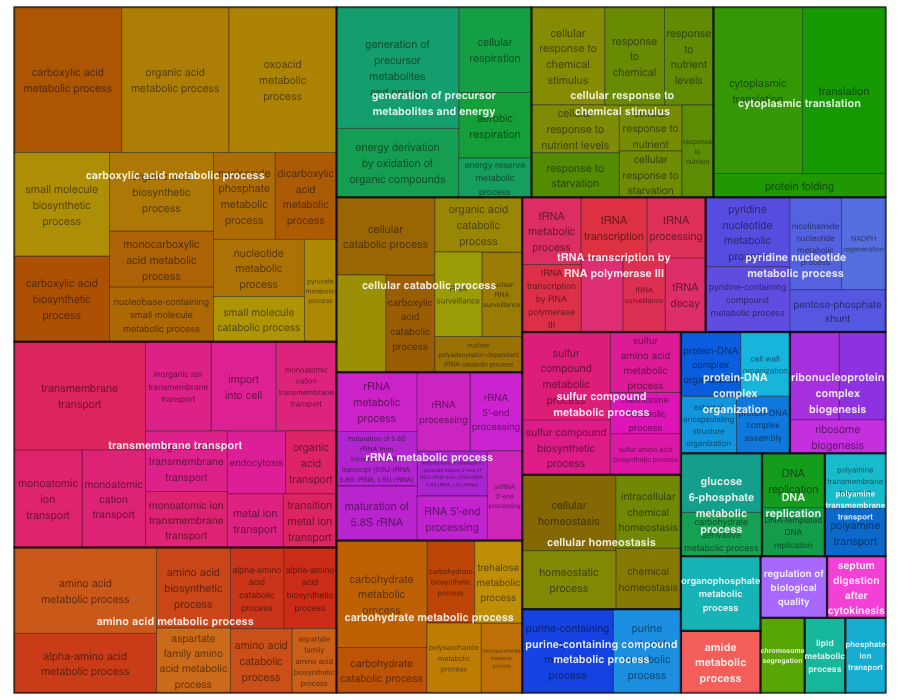 carboxylic acid
metabolic process
organic acid
metabolic process
oxoacid
metabolic
process
small molecule
biosynthetic
process
biosynthetic
process
phosphate
metabolic
process
dicarboxylic
acid
metabolic
process
carboxylic acid metabolic process
carboxylic acid
biosynthetic
process
monocarboxylic
acid metabolic
process
nucleobase-containing
small molecule
metabolic process
nucleotide
metabolic
process
small molecule
catabolic process
pyruvate
metabolic
process
generation of
precursor
metabolites
and energy
cellular
respiration
generation of precursor
metabolites and energy
aerobic
respiration
energy derivation
by oxidation of
organic compounds
energy reserve
metabolic
process
cellular
response to
chemical
stimulus
response
to
chemical
response
to
nutrient
levels
cellular response to
chemical stimulus
cellular
response to
nutrient levels
response to
nutrient
response
to
nutrient
response to
starvation
cellular
response to
starvation
cytoplasmic
translation
translation
cytoplasmic translation
protein folding
cellular
catabolic process
organic acid
catabolic
process
cellular catabolic process
carboxylic
acid
catabolic
process
surveillance
nuclear
RNA
surveillance
nuclear
polyadenylation-dependent
rRNA catabolic process
tRNA
metabolic
process
tRNA
transcription
tRNA
processing
tRNA transcription by
RNA polymerase III
tRNA
transcription
by RNA
polymerase
III
tRNA
surveillance
tRNA
decay
pyridine
nucleotide
metabolic
process
nicotinamide
nucleotide
metabolic
process
NADPH
regeneration
pyridine nucleotide
metabolic process
pyridine-containing
compound
metabolic
process
pentose-phosphate
shunt
transmembrane
transport
inorganic ion
transmembrane
transport
import
into cell
monoatomic
cation
transmembrane
transport
transmembrane transport
transmembrane
transport
endocytosis
organic
acid
transport
monoatomic
ion
transport
monoatomic
cation
transport
monoatomic ion
transmembrane
transport
metal ion
transport
transition
metal ion
transport
rRNA
metabolic
process
rRNA
processing
rRNA
5'-end
processing
rRNA metabolic process
maturation of 5.8S
rRNA from
transcript (SSU-rRNA,
5.8S rRNA, LSU-rRNA)
maturation of
5.8S rRNA
RNA 5'-end
processing
snRNA
3'-end
processing
sulfur
compound
metabolic
process
sulfur
amino acid
metabolic
process
sulfur compound
metabolic process
methionine
metabolic
process
sulfur compound
biosynthetic
process
sulfur amino acid
biosynthetic process
protein-DNA
complex
organization
cell wall
organization
protein-DNA
complex
organization
external
encapsulating
structure
organization
protein-DNA
complex
assembly
ribonucleoprotein
complex
biogenesis
ribosome
biogenesis
glucose
6-phosphate
metabolic
process
carbohydrate
derivative
metabolic process
DNA
replication
DNA
replication
DNA-templated
DNA
replication
polyamine
transmembrane
polyamine
transmembrane
transport
polyamine
transport
cellular
homeostasis
intracellular
chemical
homeostasis
cellular homeostasis
homeostatic
process
chemical
homeostasis
amino acid
metabolic process
amino acid
biosynthetic
process
alpha-amino
acid
catabolic
process
alpha-amino
acid
biosynthetic
process
amino acid metabolic process
alpha-amino acid
metabolic process
aspartate
family amino
acid metabolic
process
amino acid
catabolic
process
aspartate
family
amino acid
biosynthetic
process
carbohydrate
metabolic
process
carbohydrate
biosynthetic
process
trehalose
metabolic
process
carbohydrate metabolic process
carbohydrate
catabolic process
polysaccharide
metabolic
process
monosaccharide
metabolic
process
purine-containing
purine
purine-containing compound
metabolic process
organophosphate
metabolic
process
regulation of
biological
quality
septum
digestion
after
cytokinesis
amide
metabolic
process
chromosome
segregation
lipid
metabolic
process
phosphate
ion
transport